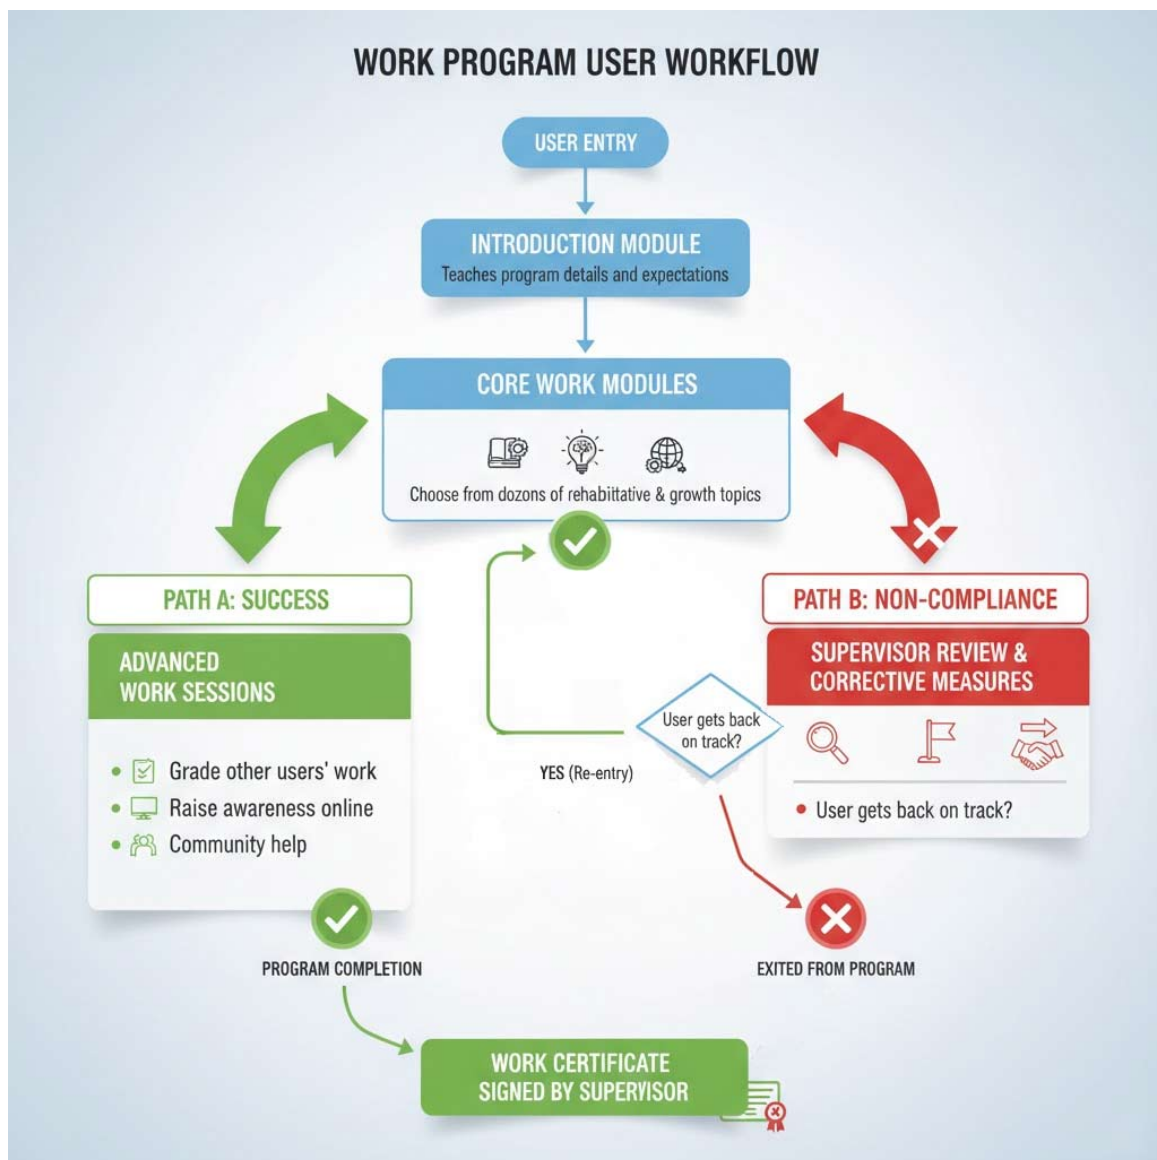 WORK PROGRAM USER WORKFLOW
USER ENTRY
INTRODUCTION MODULE
Teaches program details and expectations
CORE WORK MODULES
Choose from dozons of rehabittative & growth topics
PATH A: SUCCESS
ADVANCED
WORK SESSIONS
Grade other users' work
Raise awareness online
Community help
PROGRAM COMPLETION
PATH B: NON-COMPLIANCE
SUPERVISOR REVIEW &
CORRECTIVE MEASURES
User gets back on track?
User gets back
on track?
YES (Re-entry)
EXITED FROM PROGRAM
WORK CERTIFICATE
SIGNED BY SUPERVISOR